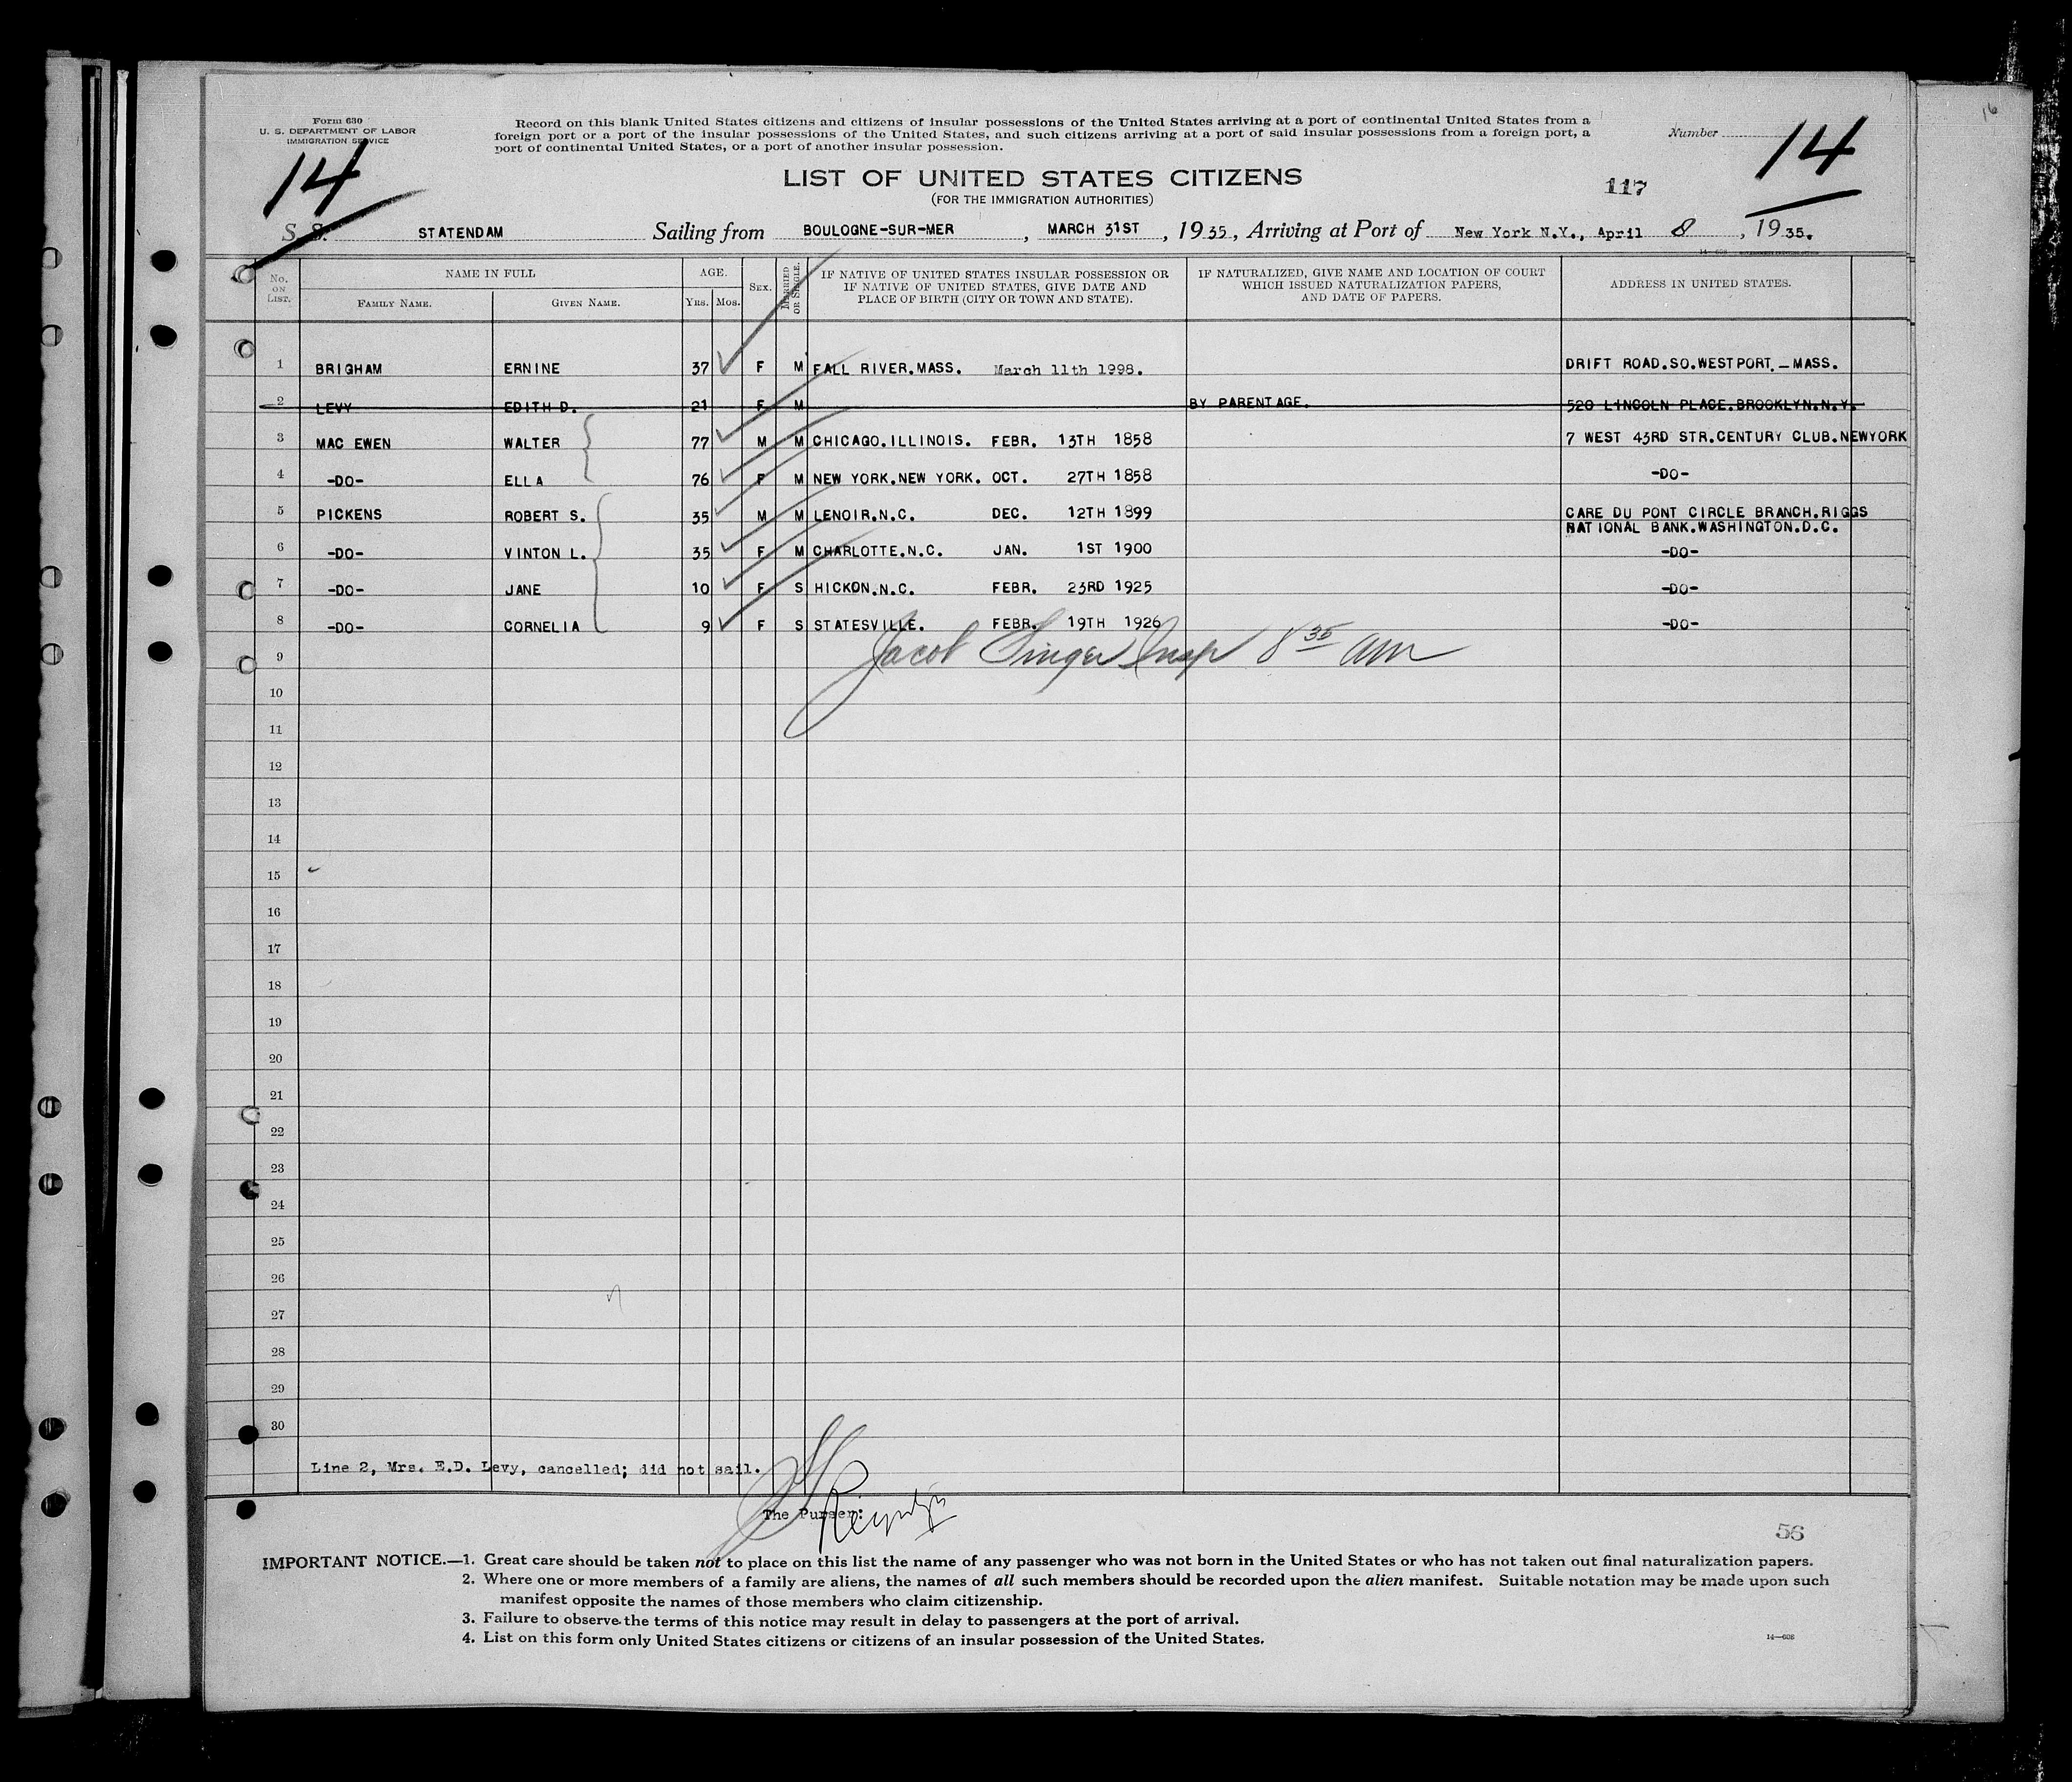 16
Form 630
U. S. DEPARTMENT OF LABOR
IMMIGRATION SERVICE
14
Record on this blank United States citizens and citizens of insular possessions of the United States arriving at a port of continental United States from a
foreign port or a port of the insular possessions of the United States, and such citizens arriving at a port of said insular possessions from a foreign port, a
port of continental United States, or a port of another insular possession.
Number 14
LIST OF UNITED STATES CITIZENS
(FOR THE IMMIGRATION AUTHORITIES)
117
S. S. STATENDAM Sailing from BOULOGNE-SUR-MER, MARCH 31ST, 1935, Arriving at Port of New York N.Y., April 8, 1935.
No. ON LIST. NAME IN FULL FAMILY NAME. GIVEN NAME. AGE. YRS. MOS. SEX. MARRIED OR SINGLE. IF NATIVE OF UNITED STATES INSULAR POSSESSION OR IF NATIVE OF UNITED STATES, GIVE DATE AND PLACE OF BIRTH (CITY OR TOWN AND STATE). IF NATURALIZED, GIVE NAME AND LOCATION OF COURT WHICH ISSUED NATURALIZATION PAPERS, AND DATE OF PAPERS. ADDRESS IN UNITED STATES.
1 BRIGHAM ERNINE 37 F M FALL RIVER.MASS. March 11th 1998. DRIFT ROAD.SO.WESTPORT.-MASS.
2 LEVY EDITH D. 21 F M BY PARENTAGE. 520 LINCOLN PLACE.BROOKLYN.N.Y.
3 MAC EWEN WALTER 77 M M CHICAGO.ILLINOIS. FEBR. 13TH 1858 7 WEST 43RD STR.CENTURY CLUB.NEWYORK
4 -DO- ELLA 76 F M NEW YORK.NEW YORK. OCT. 27TH 1858 -DO-
5 PICKENS ROBERT S. 35 M M LENOIR.N.C. DEC. 12TH 1899 CARE DU PONT CIRCLE BRANCH.RIGGS
NATIONAL BANK.WASHINGTON.D.C.
6 -DO- VINTON L. 35 F M CHARLOTTE.N.C. JAN. 1ST 1900 -DO-
7 -DO- JANE 10 F S HICKON.N.C. FEBR. 23RD 1925 -DO-
8 -DO- CORNELIA 9 F S STATESVILLE. FEBR. 19TH 1926 -DO-
9 Jacob Singer Insp 8 35 am
10
11
12
13
14
15
16
17
18
19
20
21
22
23
24
25
26
27
28
29
30
Line 2, Mrs. E.D. Levy, cancelled; did not sail.
The Purser:
56
IMPORTANT NOTICE.—1. Great care should be taken not to place on this list the name of any passenger who was not born in the United States or who has not taken out final naturalization papers.
2. Where one or more members of a family are aliens, the names of all such members should be recorded upon the alien manifest. Suitable notation may be made upon such
manifest opposite the names of those members who claim citizenship.
3. Failure to observe the terms of this notice may result in delay to passengers at the port of arrival.
4. List on this form only United States citizens or citizens of an insular possession of the United States.